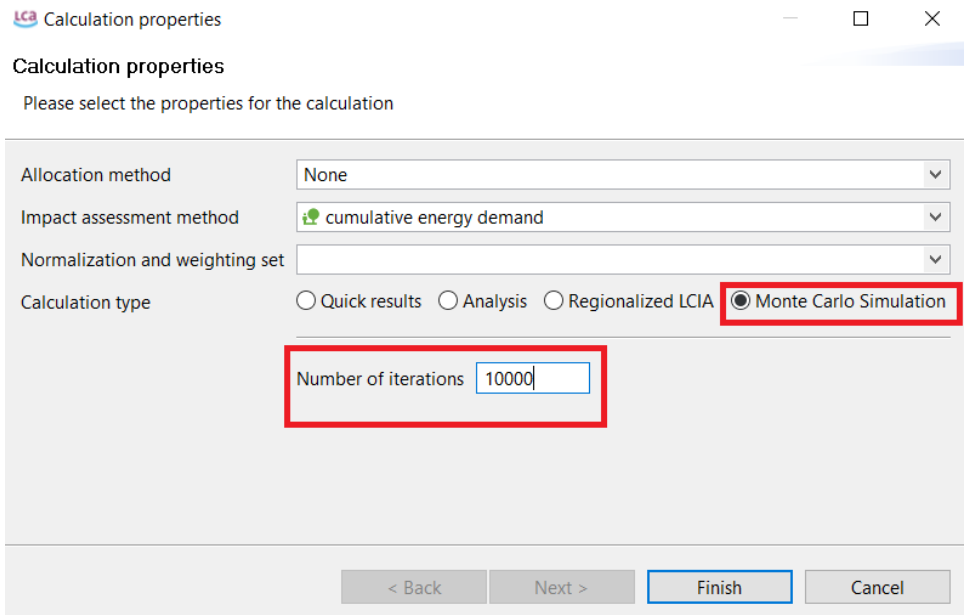 LCa Calculation properties
Calculation properties
Please select the properties for the calculation
Allocation method None
Impact assessment method cumulative energy demand
Normalization and weighting set
Calculation type Quick results Analysis Regionalized LCIA Monte Carlo Simulation
Number of iterations 10000
< Back Next > Finish Cancel